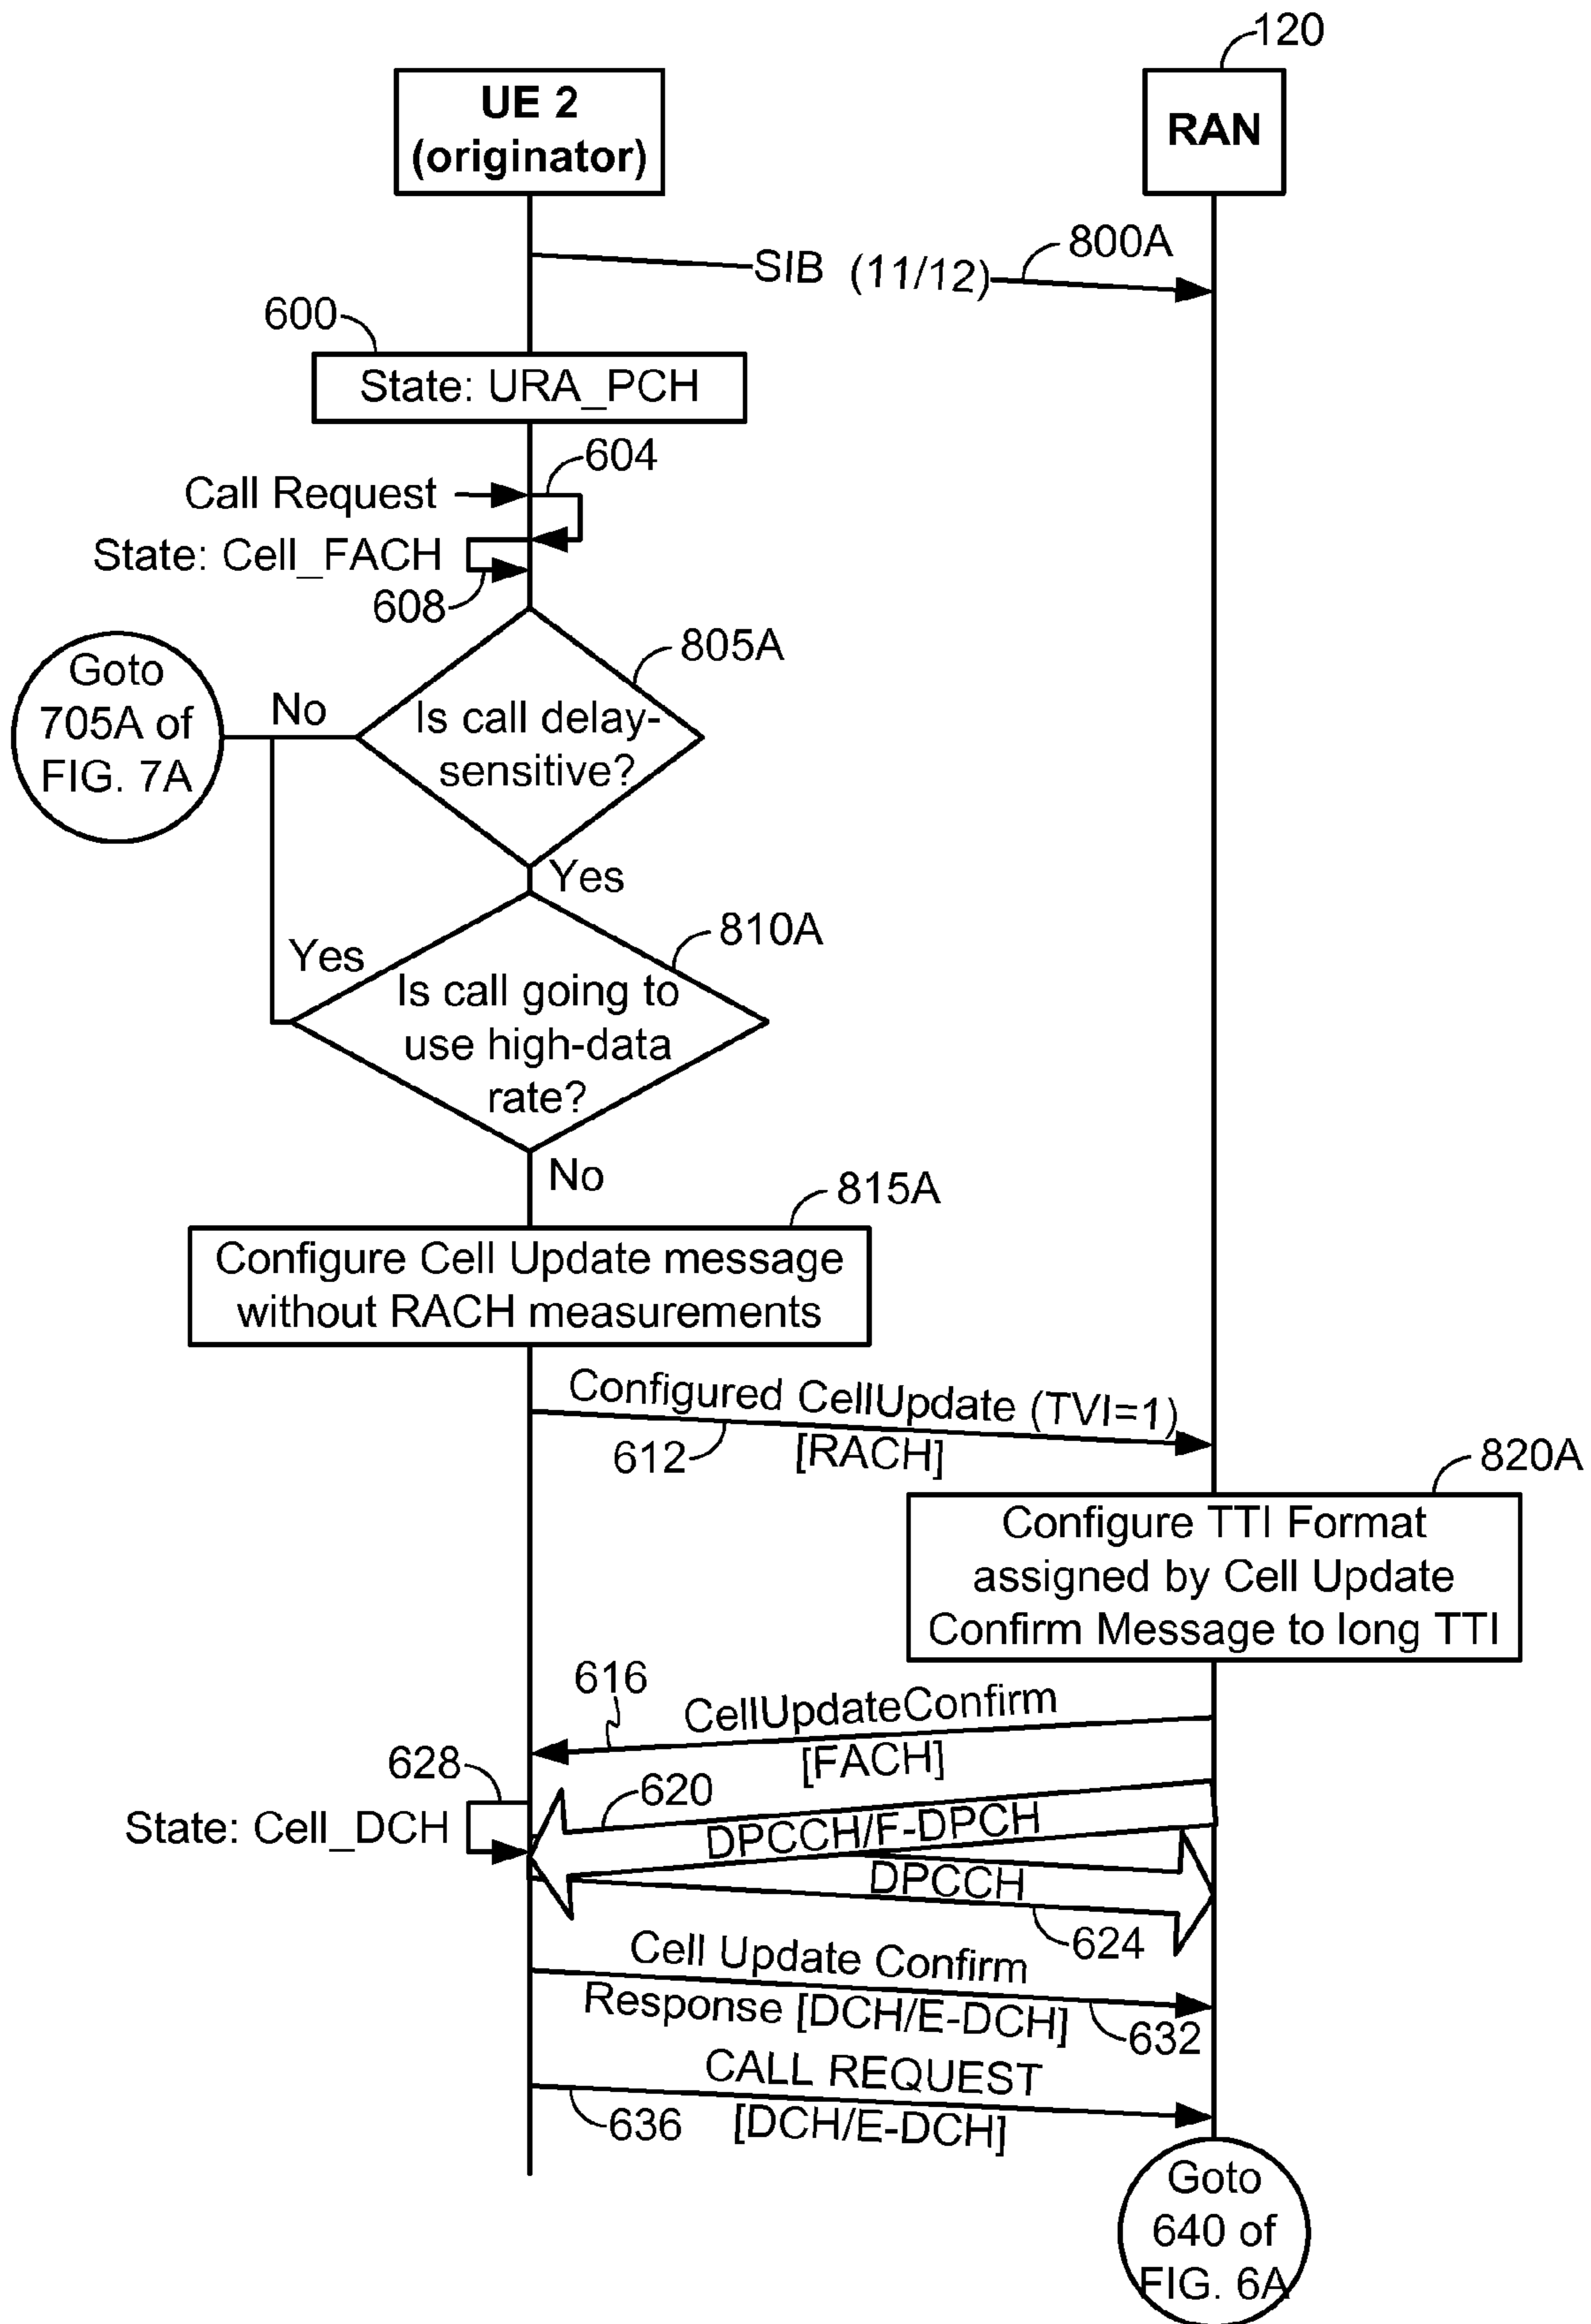 120
UE 2
(originator)
RAN
800A
SIB (11/12)
600
State: URA_PCH
604
Call Request
State: Cell_FACH
608
805A
Goto
705A of
FIG. 7A
No
Is call delay-
sensitive?
Yes
810A
Yes
Is call going to
use high-data
rate?
No
815A
Configure Cell Update message
without RACH measurements
Configured CellUpdate (TVI=1)
612
[RACH]
820A
Configure TTI Format
assigned by Cell Update
Confirm Message to long TTI
616
CellUpdateConfirm
[FACH]
628
620
State: Cell_DCH
DPCCH/F-DPCH
DPCCH
624
Cell Update Confirm
Response [DCH/E-DCH]
632
CALL REQUEST
636
[DCH/E-DCH]
Goto
640 of
FIG. 6A